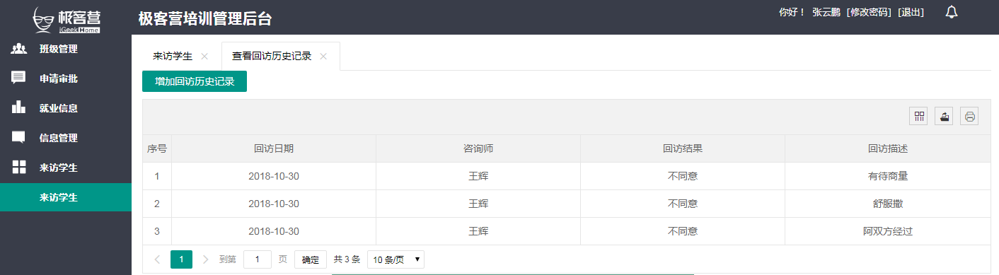 极客营
iGeekHome
极客营培训管理后台
你好！ 张云鹏 [修改密码] [退出]
班级管理
申请审批
就业信息
信息管理
来访学生
来访学生
来访学生 查看回访历史记录
增加回访历史记录
序号 回访日期 咨询师 回访结果 回访描述
1 2018-10-30 王辉 不同意 有待商量
2 2018-10-30 王辉 不同意 舒服撒
3 2018-10-30 王辉 不同意 阿双方经过
1 到第 1 页 确定 共 3 条 10 条/页